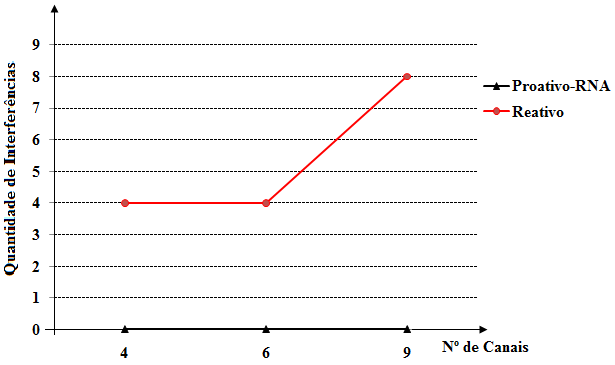 Quantidade de Interferências
9
8
7
6
5
4
3
2
1
0
4 6 9
Nº de Canais
Proativo-RNA
Reativo